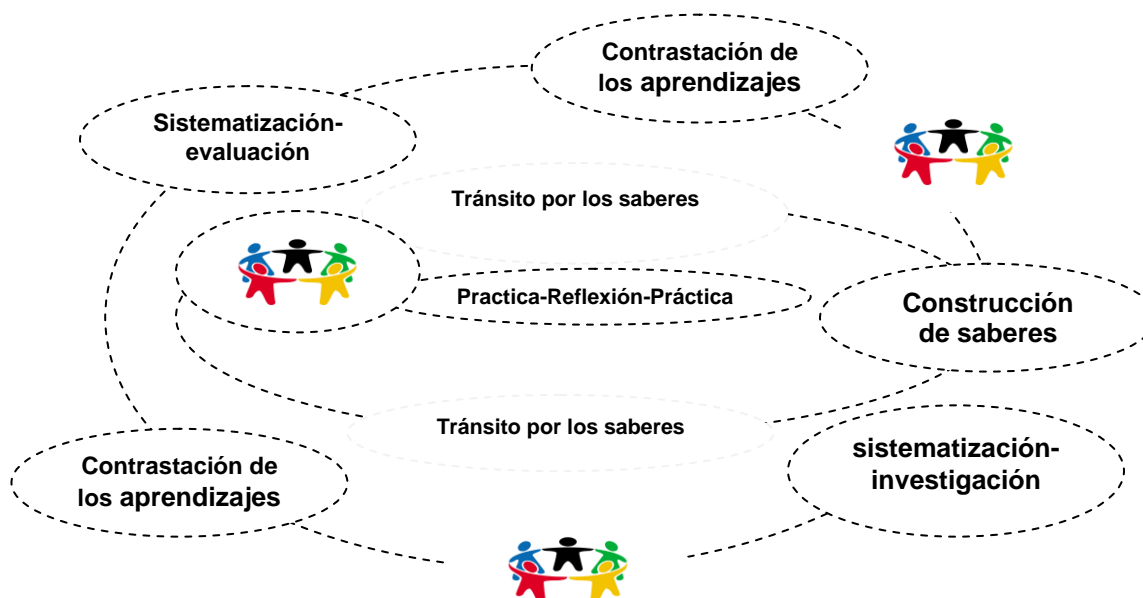 Contrastación de
los aprendizajes
Sistematización-
evaluación
Tránsito por los saberes
Practica-Reflexión-Práctica
Construcción
de saberes
Tránsito por los saberes
sistematización-
investigación
Contrastación de
los aprendizajes